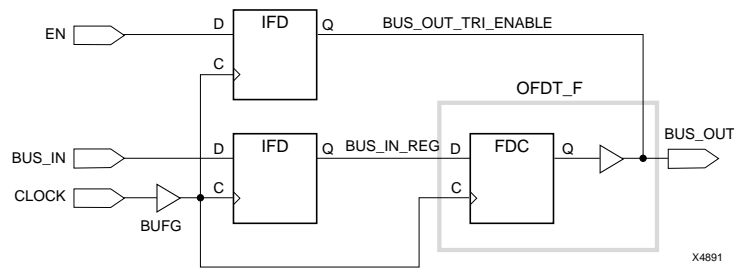 EN
D
IFD
Q
BUS_OUT_TRI_ENABLE
C
OFDT_F
BUS_IN
D
IFD
Q
BUS_IN_REG
D
FDC
Q
BUS_OUT
CLOCK
BUFG
C
C
X4891